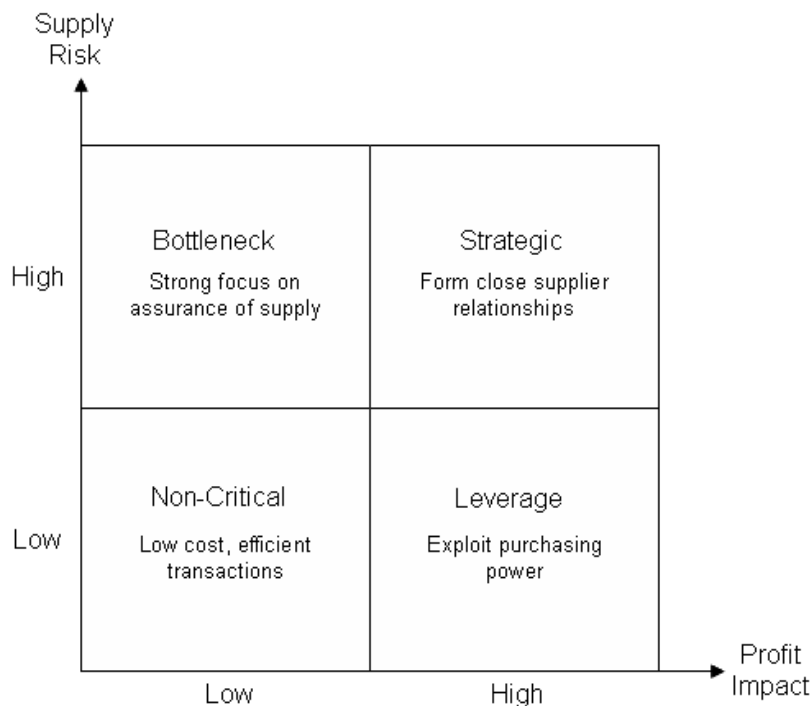 Supply
Risk
High
Bottleneck
Strong focus on
assurance of supply
Strategic
Form close supplier
relationships
Low
Non-Critical
Low cost, efficient
transactions
Leverage
Exploit purchasing
power
Low
High
Profit
Impact